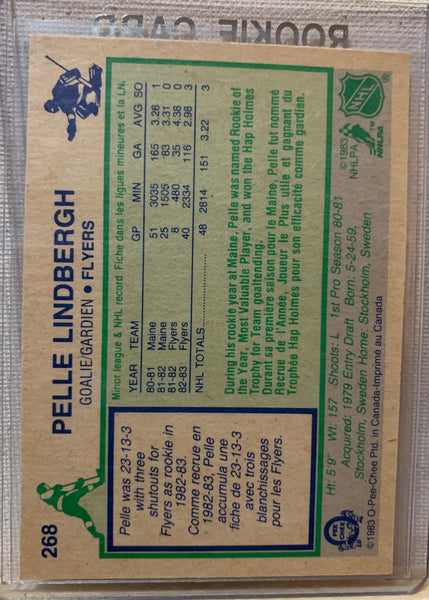 ROOKIE CARD
268
PELLE LINDBERGH
GOALIE/GARDIEN • FLYERS
Pelle was 23-13-3
with three
shutouts for
Flyers as rookie in
1982-83.
Comme recrue en
1982-83, Pelle
accumula une
fiche de 23-13-3
avec trois
blanchissages
pour les Flyers.
Minor league & NHL record Fiche dans les ligues mineures et la LN.
YEAR TEAM GP MIN GA AVG SO
80-81 Maine 51 3035 165 3.26 1
81-82 Maine 25 1505 83 3.31 0
81-82 Flyers 8 480 35 4.38 0
82-83 Flyers 40 2334 116 2.98 3
NHL TOTALS 48 2814 151 3.22 3
During his rookie year at Maine, Pelle was named Rookie of
the Year, Most Valuable Player, and won the Hap Holmes
Trophy for Team goaltending.
Durant sa première saison pour le Maine, Pelle fut nommé
Recrue de l'Année, Joueur le Plus utile et gagnant du
Trophée Hap Holmes pour son efficacité comme gardien.
Ht: 5'9" Wt: 157 Shoots: L 1st Pro Season 80-81
Acquired: 1979 Entry Draft Born: 5-24-59,
Stockholm, Sweden Home: Stockholm, Sweden
©1983 O-Pee-Chee Ptd. in Canada-Imprimé au Canada
O
PEE
CHEE
NHL
©1983
NHLPA
NHLPA